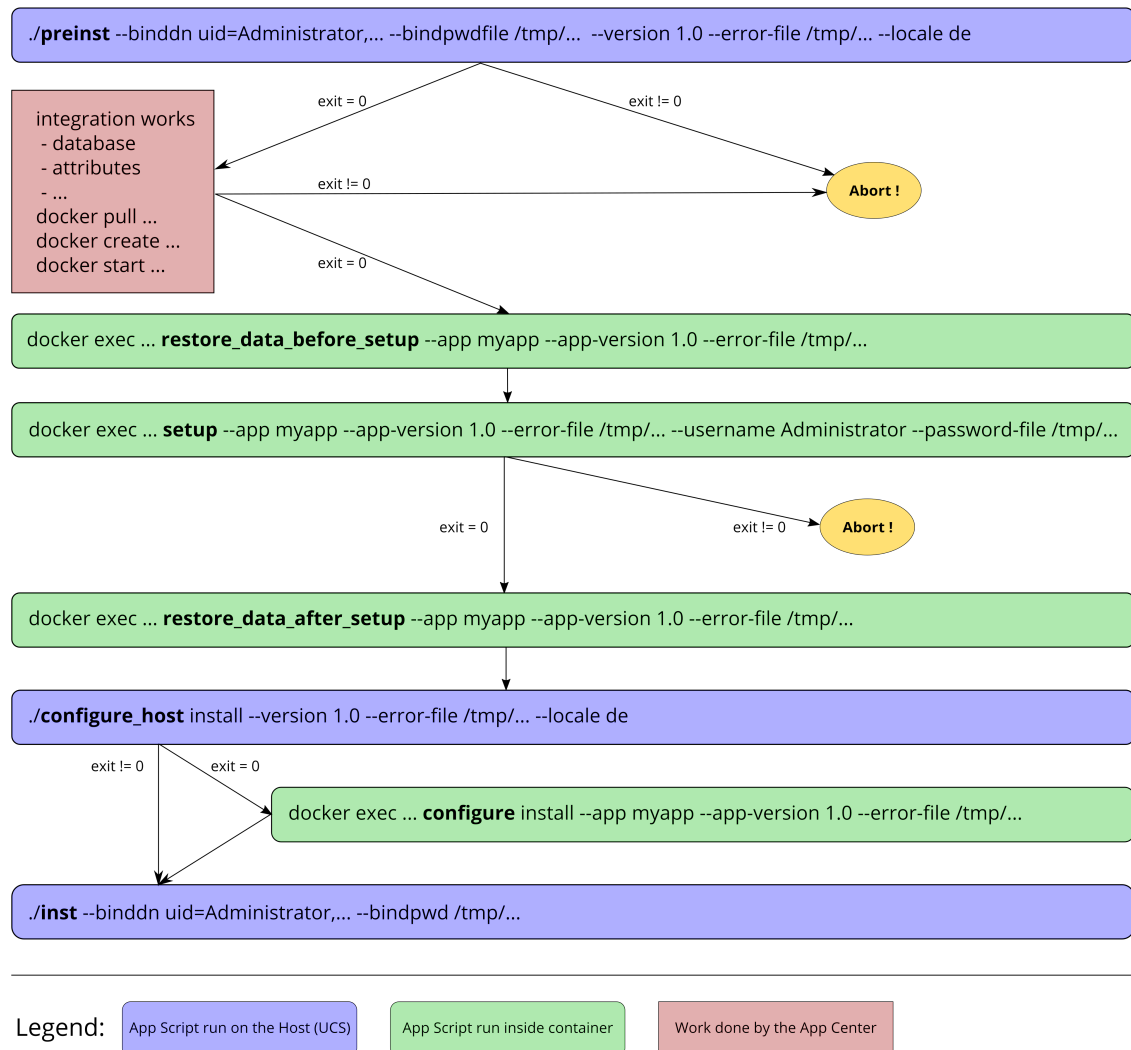 ./preinst --binddn uid=Administrator,... --bindpwdfile /tmp/...  --version 1.0 --error-file /tmp/... --locale de
exit = 0
exit != 0
integration works
- database
- attributes
- ...
docker pull ...
docker create ...
docker start ...
exit != 0
Abort !
exit = 0
docker exec ... restore_data_before_setup --app myapp --app-version 1.0 --error-file /tmp/...
docker exec ... setup --app myapp --app-version 1.0 --error-file /tmp/... --username Administrator --password-file /tmp/...
exit = 0
exit != 0
Abort !
docker exec ... restore_data_after_setup --app myapp --app-version 1.0 --error-file /tmp/...
./configure_host install --version 1.0 --error-file /tmp/... --locale de
exit != 0
exit = 0
docker exec ... configure install --app myapp --app-version 1.0 --error-file /tmp/...
./inst --binddn uid=Administrator,... --bindpwd /tmp/...
Legend:
App Script run on the Host (UCS)
App Script run inside container
Work done by the App Center